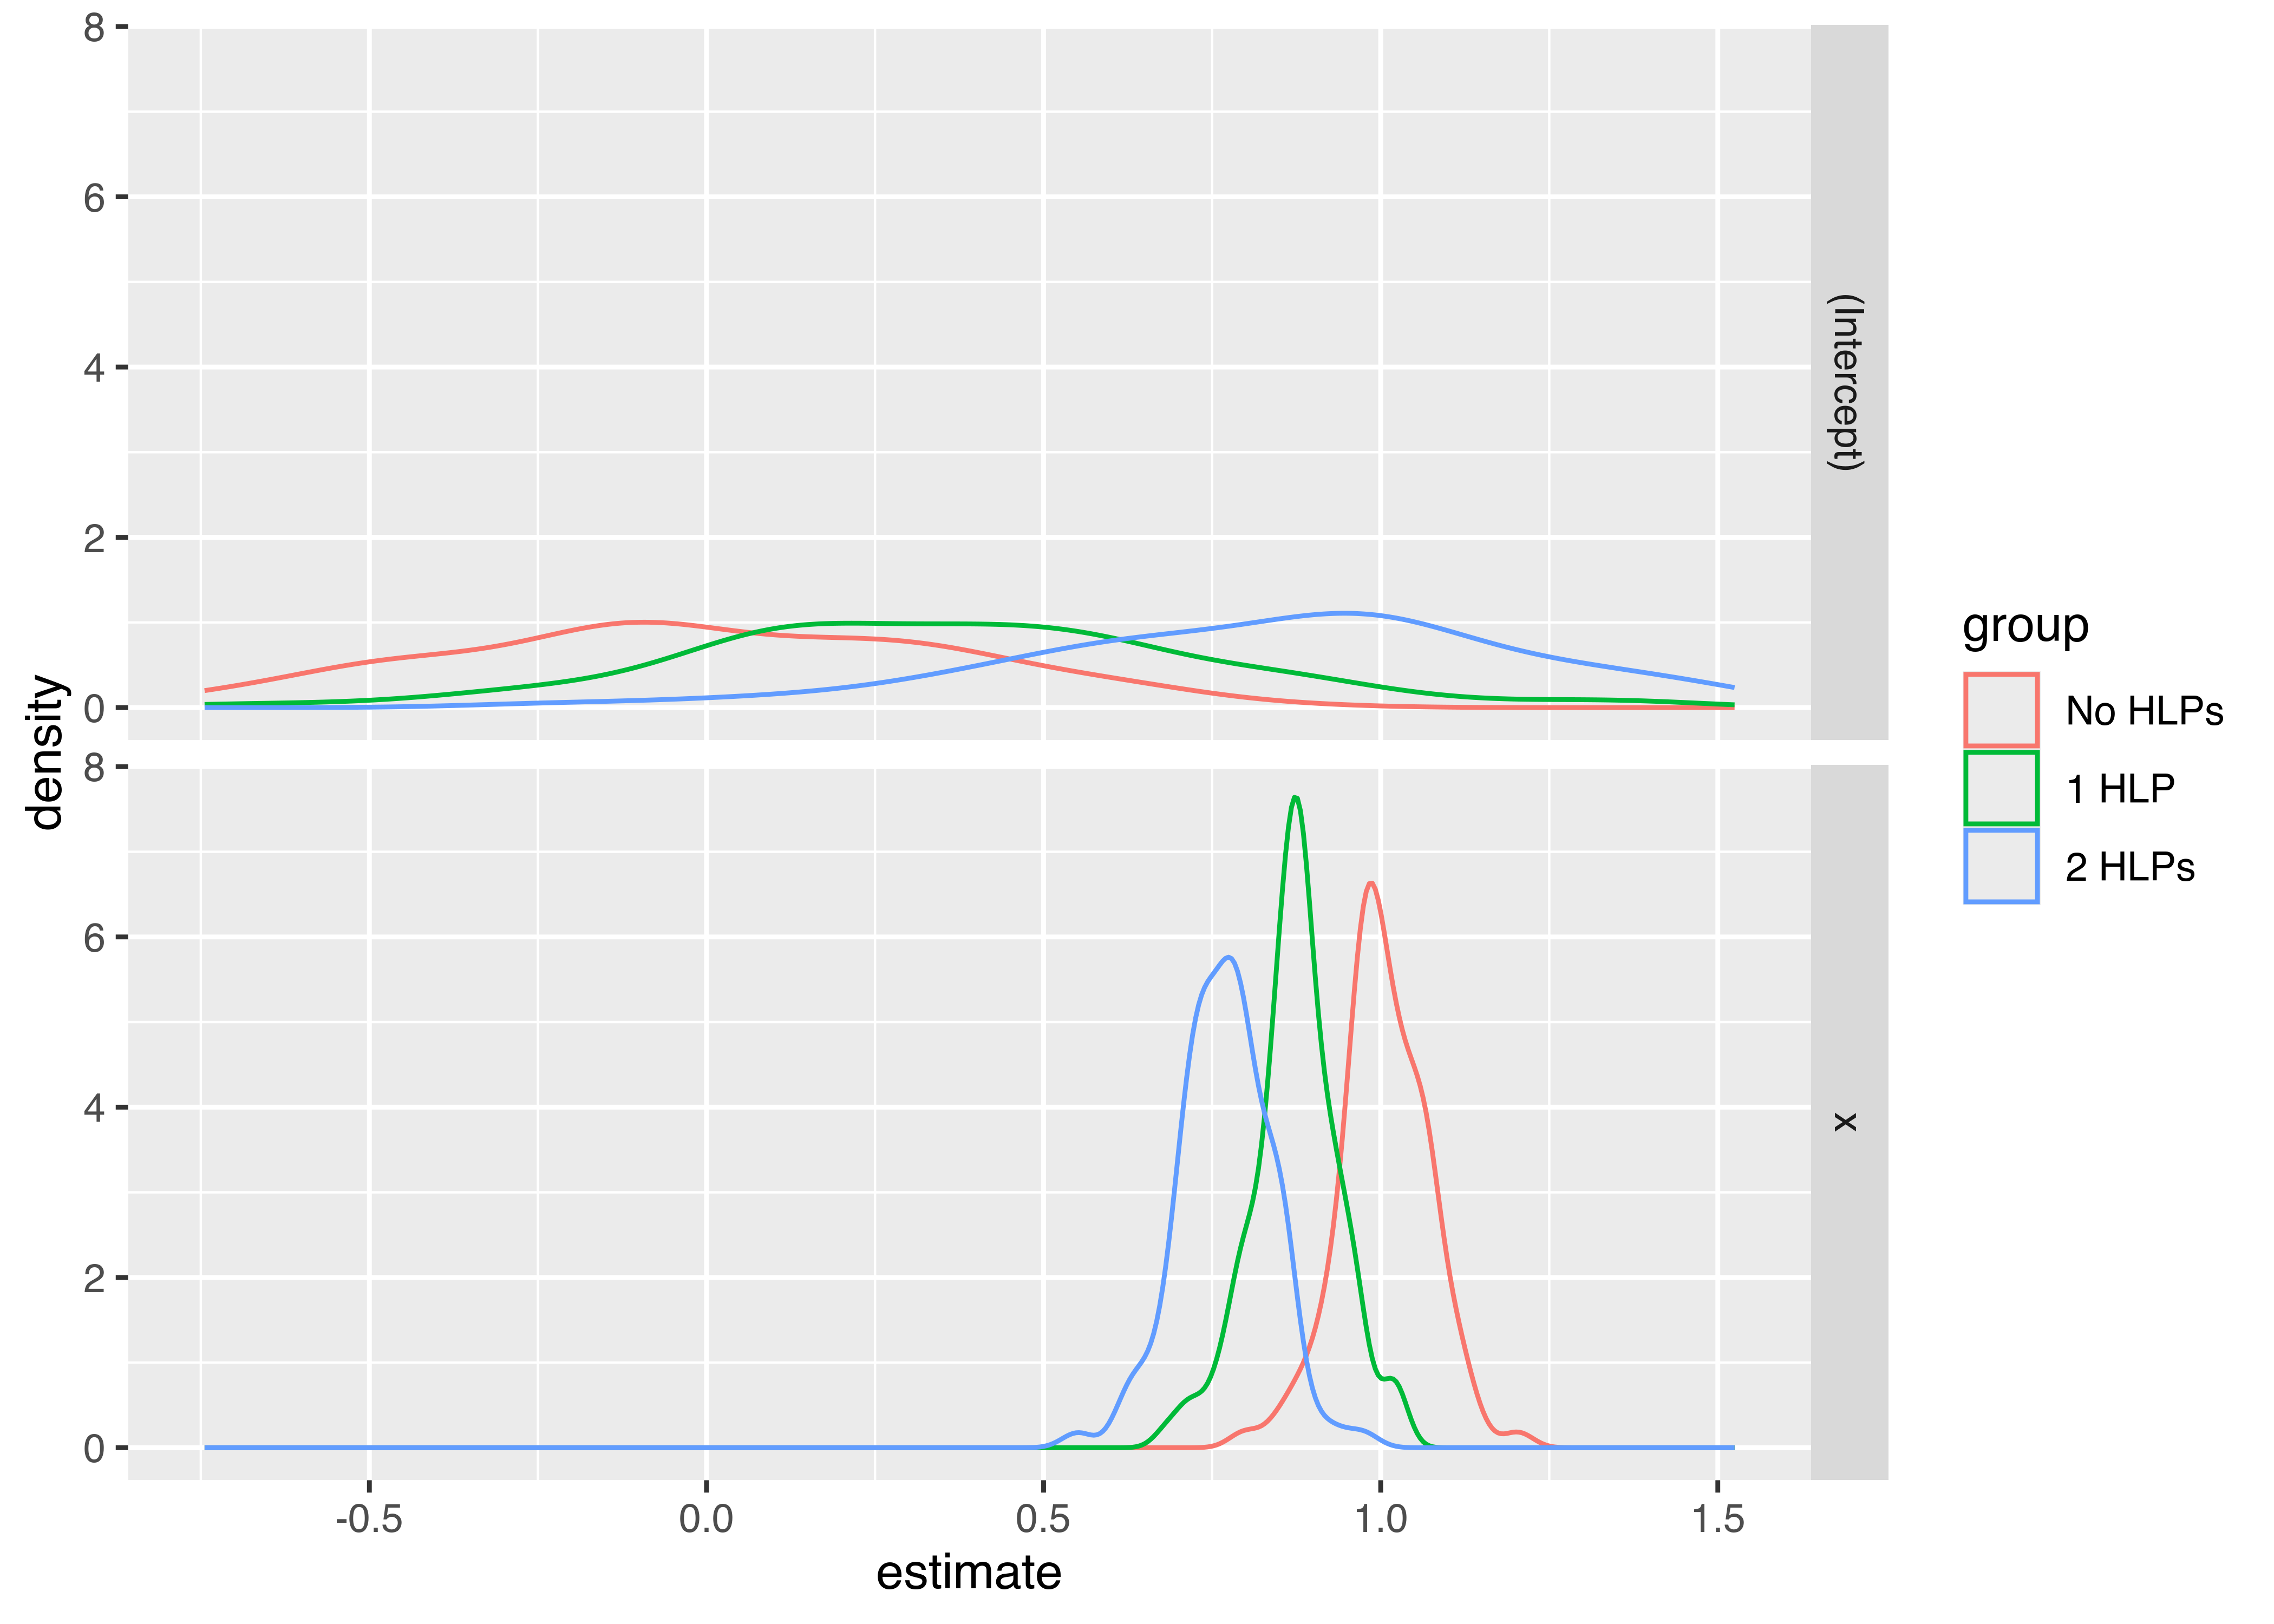 8
6
4
2
0
(Intercept)
density
8
6
4
2
0
x
-0.5 0.0 0.5 1.0 1.5
estimate
group
No HLPs
1 HLP
2 HLPs